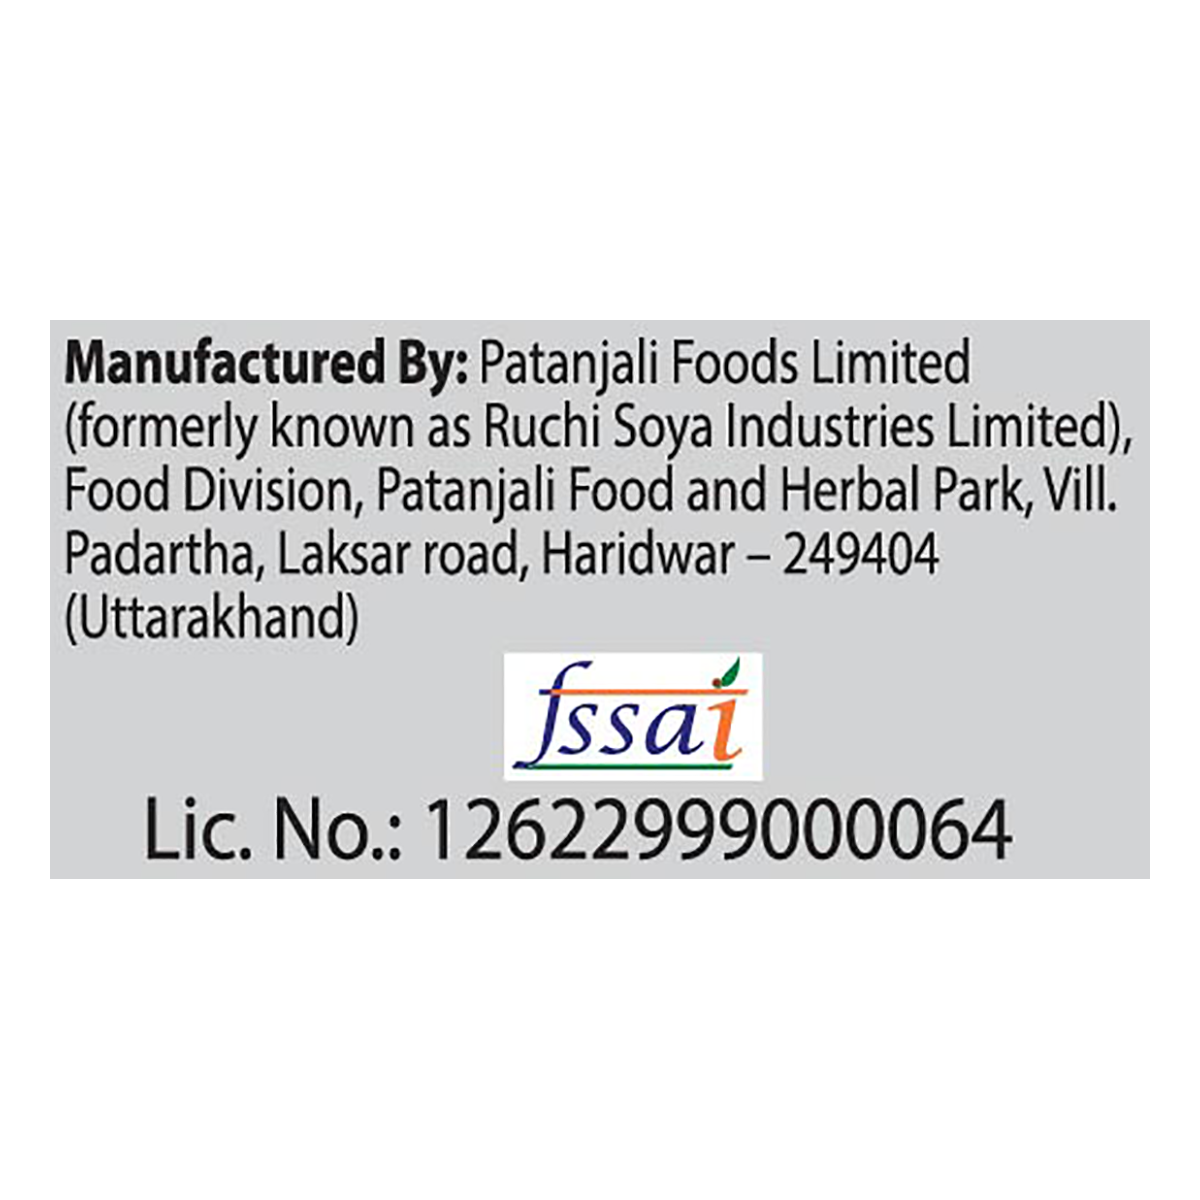 Manufactured By: Patanjali Foods Limited
(formerly known as Ruchi Soya Industries Limited),
Food Division, Patanjali Food and Herbal Park, Vill.
Padartha, Laksar road, Haridwar – 249404
(Uttarakhand)
fssai
Lic. No.: 12622999000064